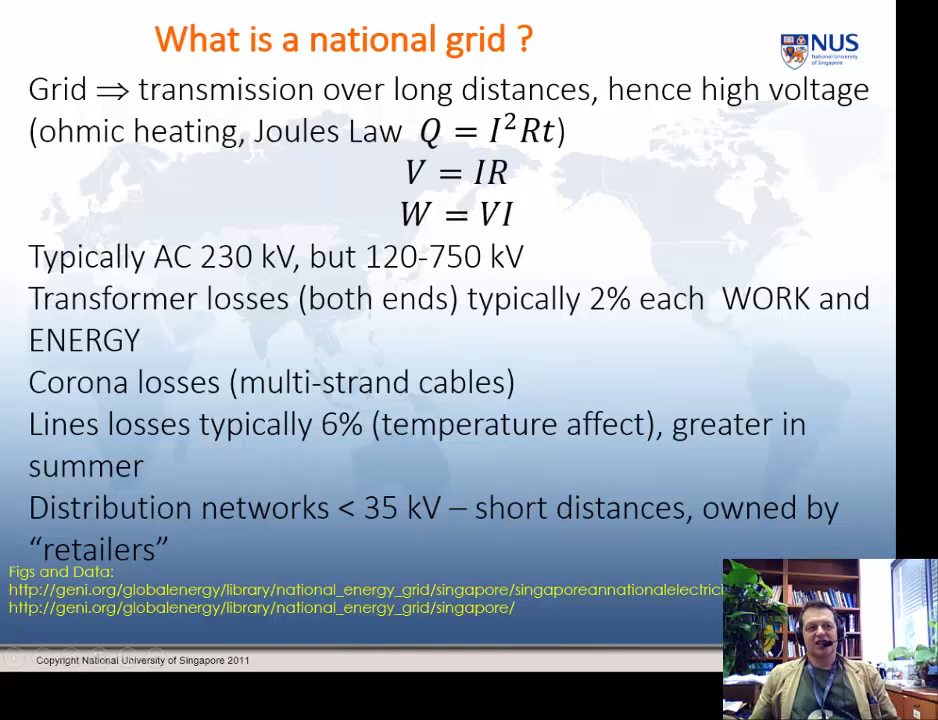 What is a national grid ?
NUS
National University
of Singapore
Grid ⟹ transmission over long distances, hence high voltage
(ohmic heating, Joules Law Q = I²Rt)
V = IR
W = VI
Typically AC 230 kV, but 120-750 kV
Transformer losses (both ends) typically 2% each WORK and
ENERGY
Corona losses (multi-strand cables)
Lines losses typically 6% (temperature affect), greater in
summer
Distribution networks < 35 kV – short distances, owned by
“retailers”
Figs and Data:
http://geni.org/globalenergy/library/national_energy_grid/singapore/singaporeannationalelectrici
http://geni.org/globalenergy/library/national_energy_grid/singapore/
Copyright National University of Singapore 2011